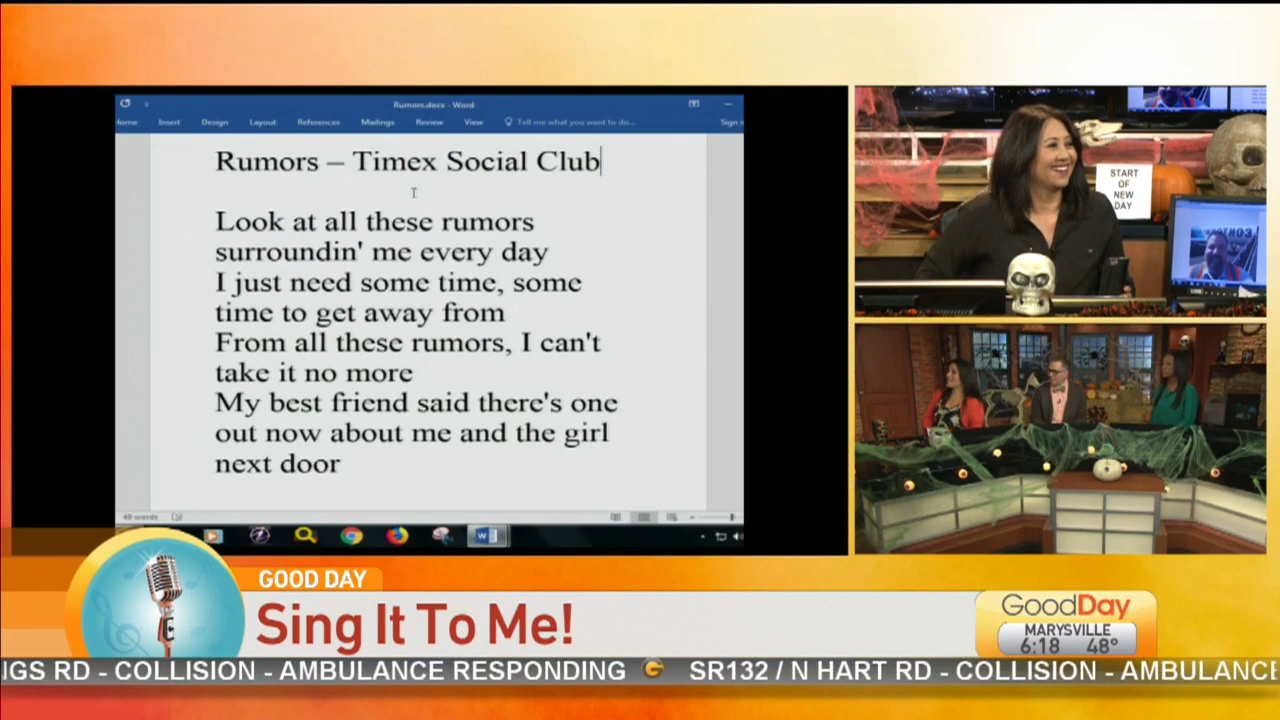 Rumors.docx - Word
Home Insert Design Layout References Mailings Review View Tell me what you want to do... Sign i
Rumors – Timex Social Club
Look at all these rumors
surroundin' me every day
I just need some time, some
time to get away from
From all these rumors, I can't
take it no more
My best friend said there's one
out now about me and the girl
next door
49 words
START
OF
NEW
DAY
GOOD DAY
Sing It To Me!
GoodDay
MARYSVILLE
6:18 48°
NGS RD - COLLISION - AMBULANCE RESPONDING SR132 / N HART RD - COLLISION - AMBULANCE